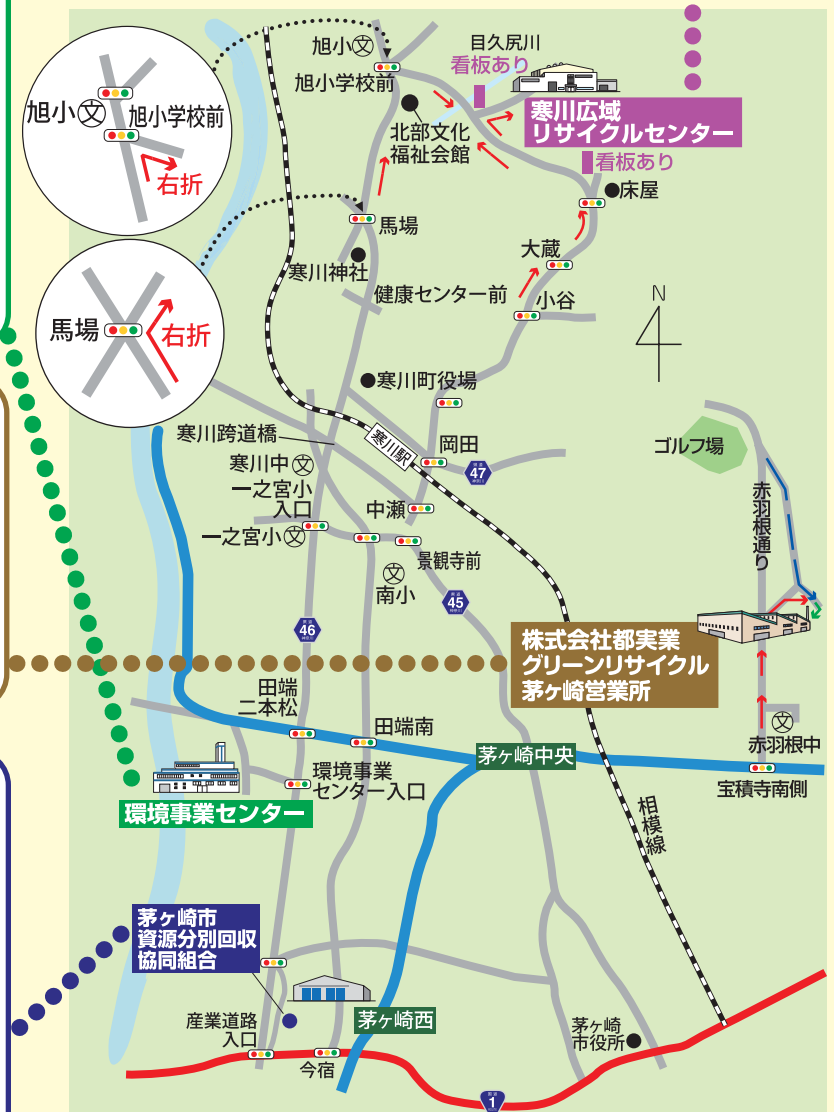 旭小文
目久尻川
看板あり
旭小学校前
旭小文
旭小学校前
右折
寒川広域
リサイクルセンター
北部文化
福祉会館
看板あり
床屋
馬場
大蔵
寒川神社
健康センター前
小谷
N
馬場
右折
寒川町役場
寒川跨道橋
寒川駅
岡田
ゴルフ場
寒川中文
47
一之宮小
入口
中瀬
赤羽根通り
一之宮小文
景観寺前
文
南小
45
46
株式会社都実業
グリーンリサイクル
茅ヶ崎営業所
田端
二本松
田端南
文
赤羽根中
茅ヶ崎中央
環境事業
センター入口
宝積寺南側
環境事業センター
相模線
茅ヶ崎市
資源分別回収
協同組合
産業道路
入口
茅ヶ崎西
茅ヶ崎
市役所
今宿
1